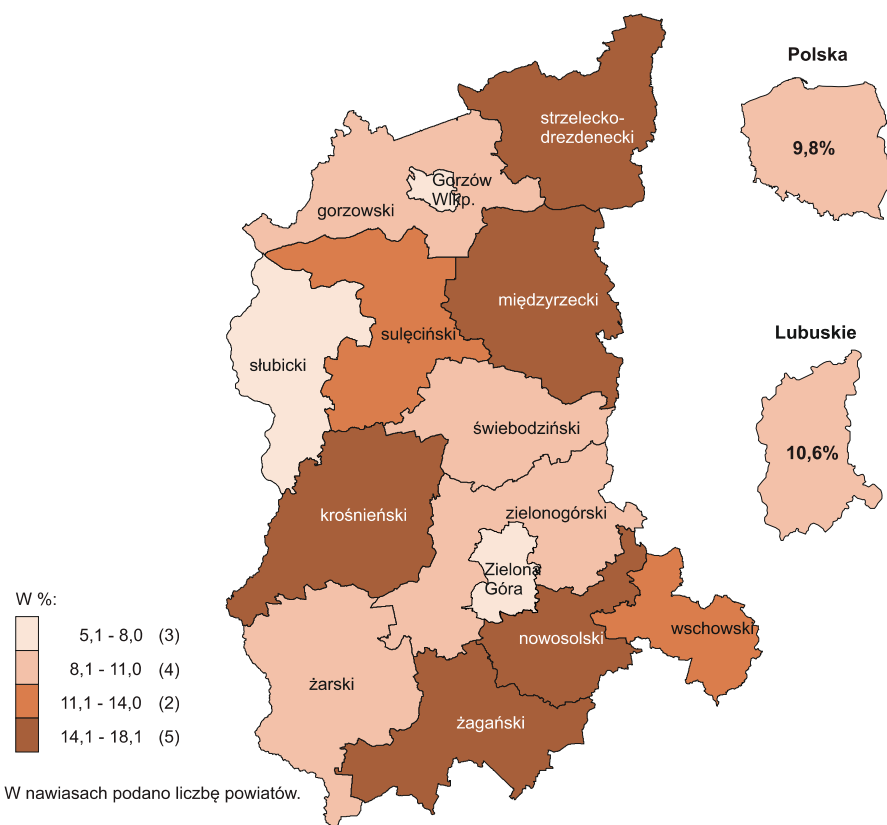 Polska
9,8%
strzelecko-
drezdenecki
Gorzów
Wlkp.
gorzowski
międzyrzecki
sulęciński
słubicki
Lubuskie
10,6%
świebodziński
krośnieński
zielonogórski
Zielona
Góra
nowosolski
wschowski
żarski
żagański
W %:
5,1 - 8,0 (3)
8,1 - 11,0 (4)
11,1 - 14,0 (2)
14,1 - 18,1 (5)
W nawiasach podano liczbę powiatów.